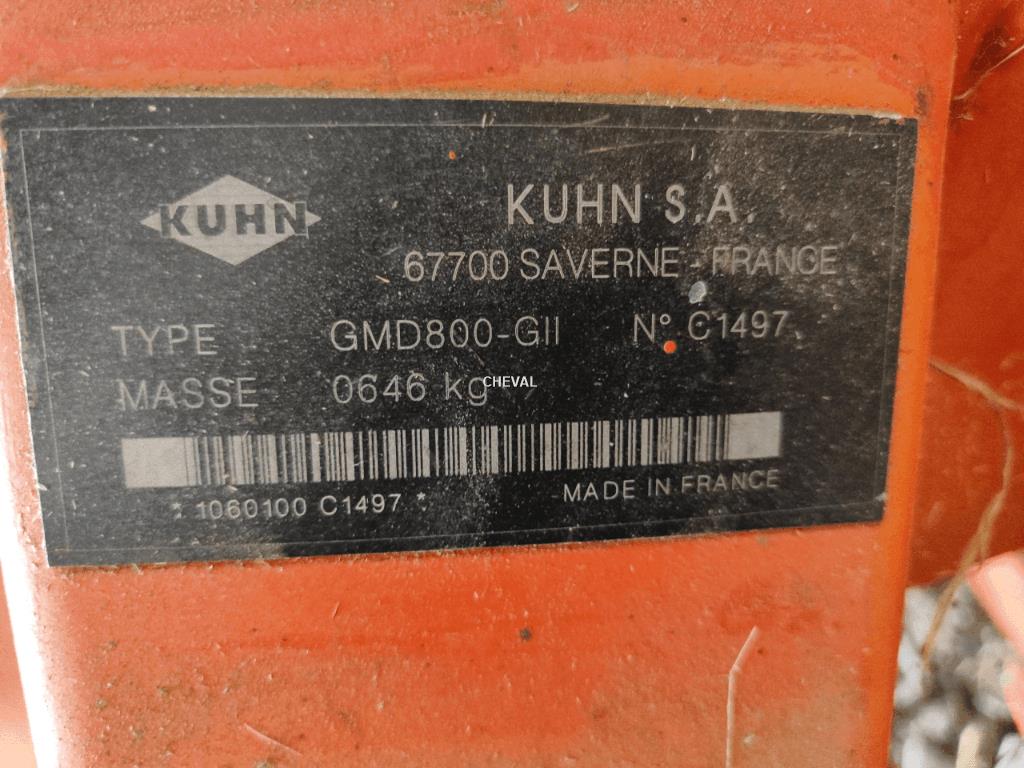 KUHN
KUHN S.A.
67700 SAVERNE - FRANCE
TYPE GMD800-GII N° C1497
MASSE 0646 kg
CHEVAL
* 1060100 C1497 *
MADE IN FRANCE